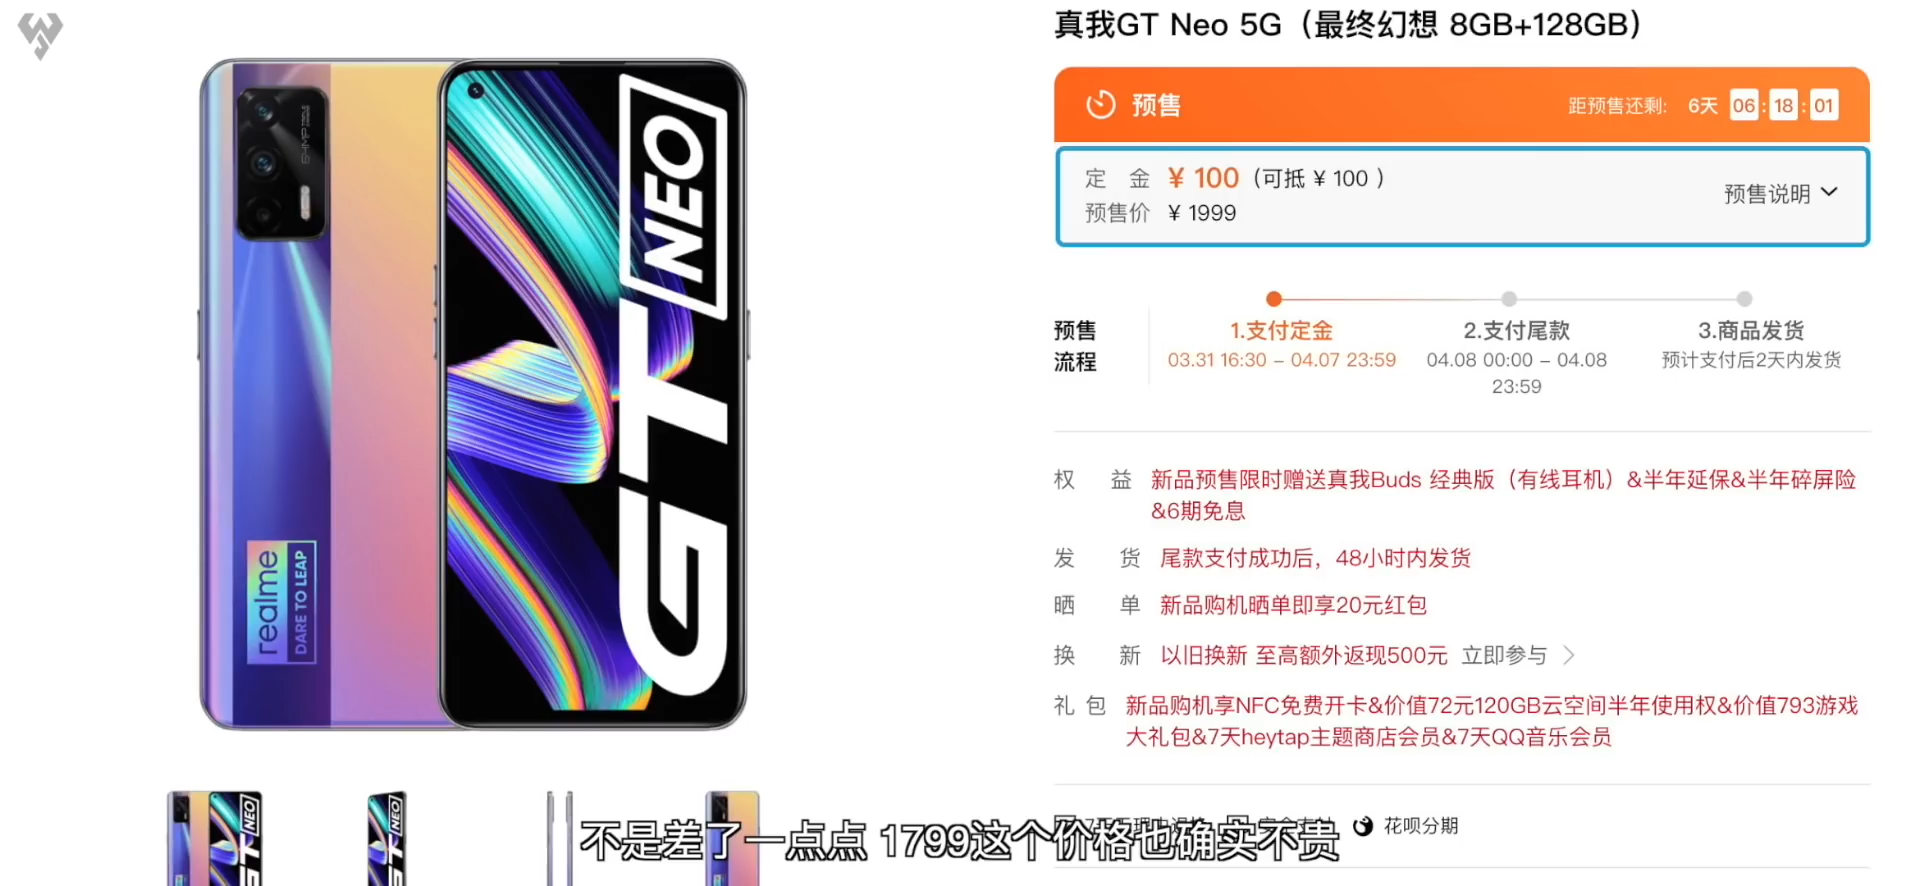 真我GT Neo 5G（最终幻想 8GB+128GB）
预售
距预售还剩: 6天 06 : 18 : 01
定 金 ¥ 100 (可抵 ¥ 100 )
预售价 ¥ 1999
预售说明
预售
流程
1.支付定金
03.31 16:30 – 04.07 23:59
2.支付尾款
04.08 00:00 – 04.08
23:59
3.商品发货
预计支付后2天内发货
权 益 新品预售限时赠送真我Buds 经典版（有线耳机）&半年延保&半年碎屏险
&6期免息
发 货 尾款支付成功后，48小时内发货
晒 单 新品购机晒单即享20元红包
换 新 以旧换新 至高额外返现500元 立即参与
礼 包 新品购机享NFC免费开卡&价值72元120GB云空间半年使用权&价值793游戏
大礼包&7天heytap主题商店会员&7天QQ音乐会员
花呗分期
不是差了一点点 1799这个价格也确实不贵
GT NEO
realme
DARE TO LEAP
GT NEO
GT NEO